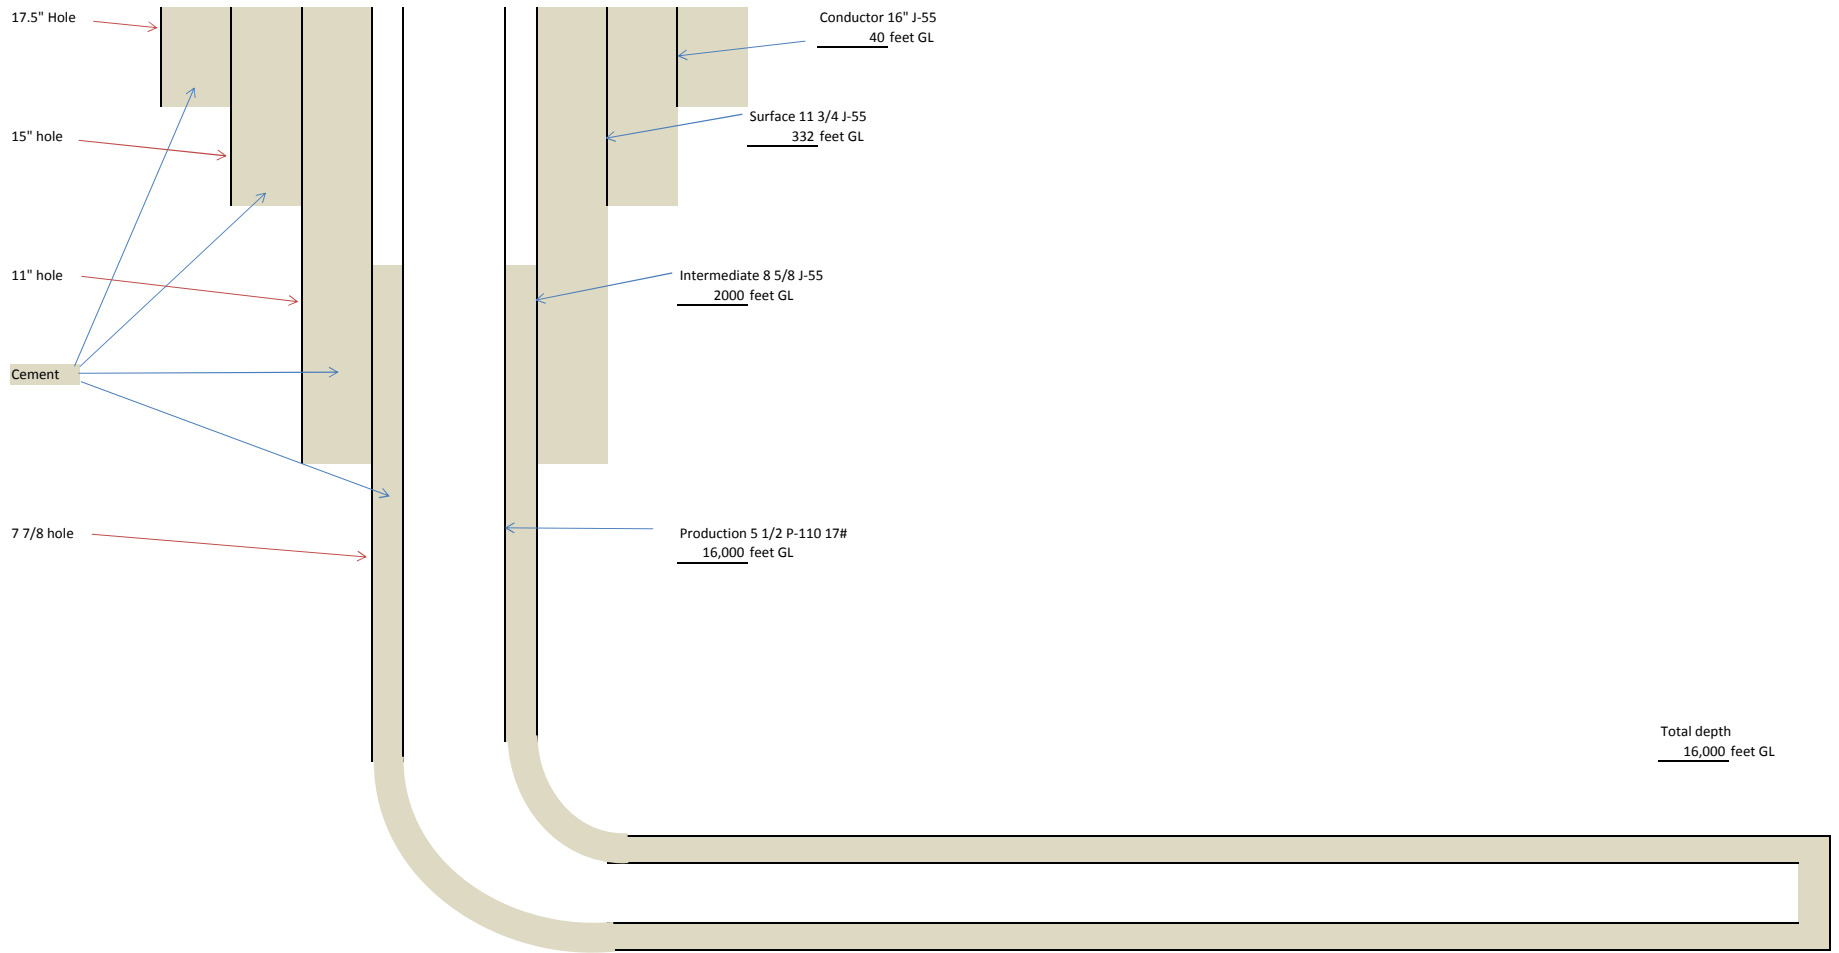 17.5" Hole
Conductor 16" J-55
40 feet GL
Surface 11 3/4 J-55
15" hole
332 feet GL
11" hole
Intermediate 8 5/8 J-55
2000 feet GL
Cement
7 7/8 hole
Production 5 1/2 P-110 17#
16,000 feet GL
Total depth
16,000 feet GL